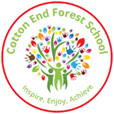 Cotton End Forest School
Inspire, Enjoy, Achieve